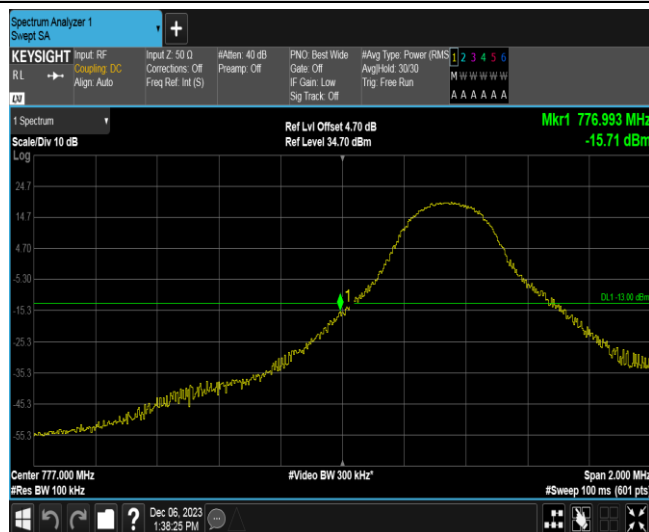 Spectrum Analyzer 1
Swept SA
+
KEYSIGHT
RL
LXI
Input: RF
Coupling: DC
Align: Auto
Input Z: 50 Ω
Corrections: Off
Freq Ref: Int (S)
#Atten: 40 dB
Preamp: Off
PNO: Best Wide
Gate: Off
IF Gain: Low
Sig Track: Off
#Avg Type: Power (RMS
Avg|Hold: 30/30
Trig: Free Run
1 2 3 4 5 6
M W W W W W
A A A A A A
1 Spectrum
Scale/Div 10 dB
Log
Ref Lvl Offset 4.70 dB
Ref Level 34.70 dBm
Mkr1 776.993 MHz
-15.71 dBm
24.7
14.7
4.70
-5.30
-15.3
-25.3
-35.3
-45.3
-55.3
1
DL1 -13.00 dBm
Center 777.000 MHz
#Res BW 100 kHz
#Video BW 300 kHz*
Span 2.000 MHz
#Sweep 100 ms (601 pts)
?
Dec 06, 2023
1:38:25 PM